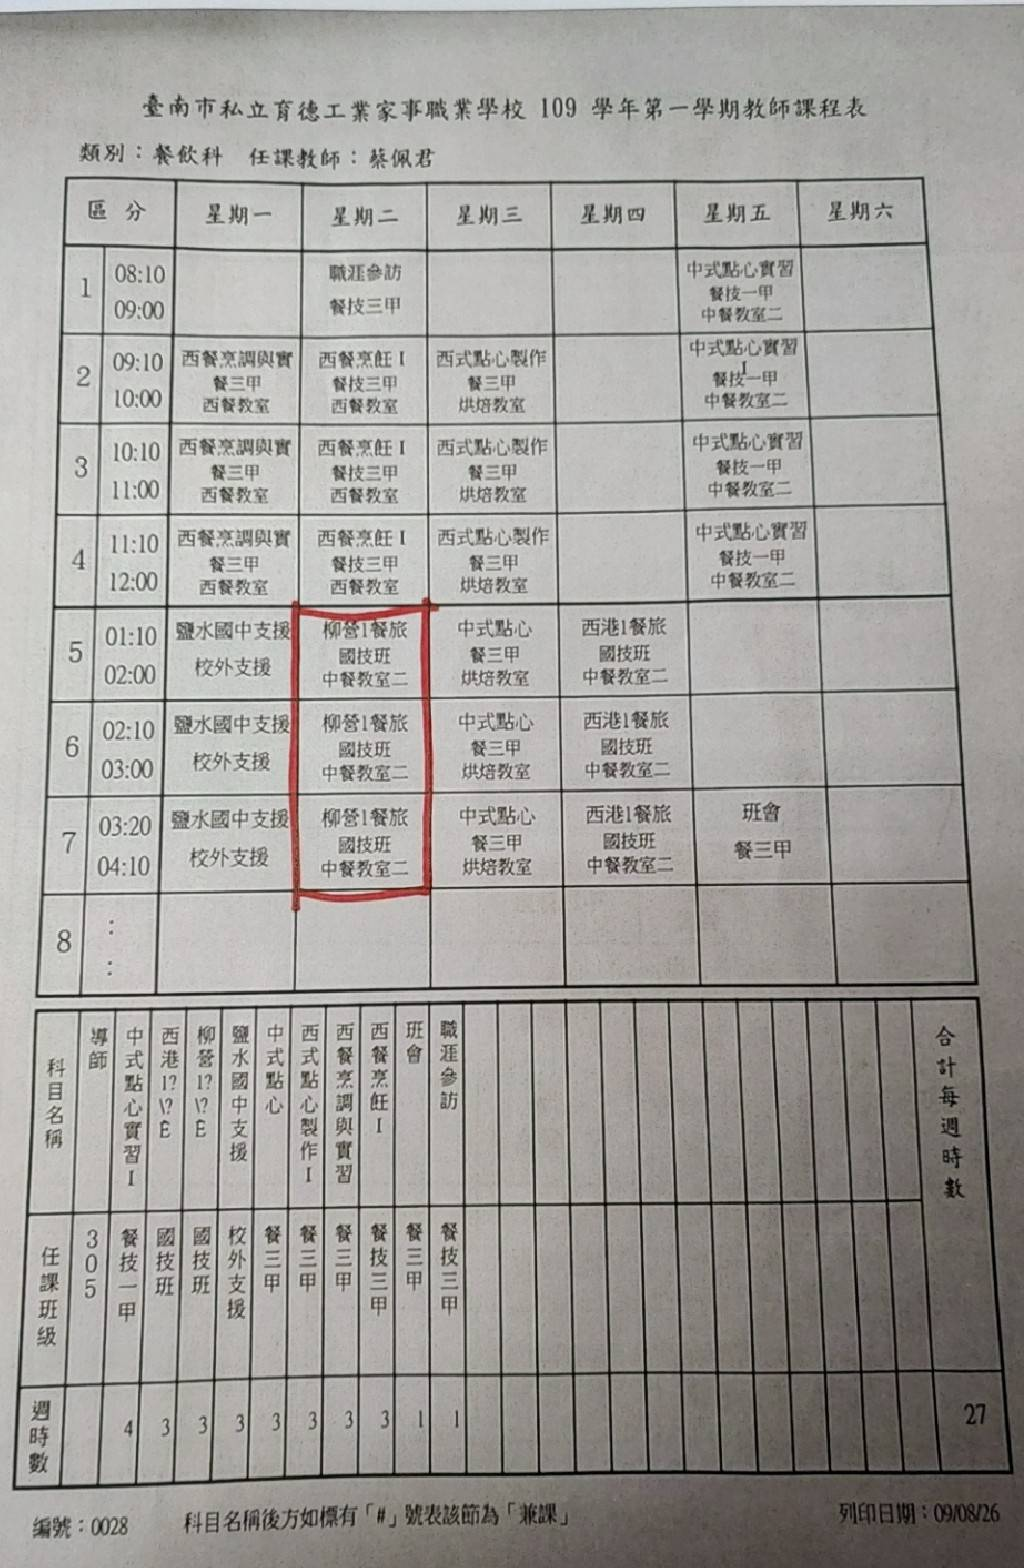 臺南市私立育德工業家事職業學校 109 學年第一學期教師課程表
類別：餐飲科 任課教師：蔡佩君
區 分 星期一 星期二 星期三 星期四 星期五 星期六
1
08:10
09:00
職涯參訪
餐技三甲
中式點心實習
餐技一甲
中餐教室二
2
09:10
10:00
西餐烹調與實
餐三甲
西餐教室
西餐烹飪 I
餐技三甲
西餐教室
西式點心製作
餐三甲
烘焙教室
中式點心實習
I
餐技一甲
中餐教室二
3
10:10
11:00
西餐烹調與實
餐三甲
西餐教室
西餐烹飪 I
餐技三甲
西餐教室
西式點心製作
餐三甲
烘焙教室
中式點心實習
餐技一甲
中餐教室二
4
11:10
12:00
西餐烹調與實
餐三甲
西餐教室
西餐烹飪 I
餐技三甲
西餐教室
西式點心製作
餐三甲
烘焙教室
中式點心實習
餐技一甲
中餐教室二
5
01:10
02:00
鹽水國中支援
校外支援
柳營1餐旅
國技班
中餐教室二
中式點心
餐三甲
烘焙教室
西港1餐旅
國技班
中餐教室二
6
02:10
03:00
鹽水國中支援
校外支援
柳營1餐旅
國技班
中餐教室二
中式點心
餐三甲
烘焙教室
西港1餐旅
國技班
中餐教室二
7
03:20
04:10
鹽水國中支援
校外支援
柳營1餐旅
國技班
中餐教室二
中式點心
餐三甲
烘焙教室
西港1餐旅
國技班
中餐教室二
班會
餐三甲
8
:
:
科目名稱
導師
中式點心實習I
西港1?\?E
柳營1?\?E
鹽水國中支援
中式點心
西式點心製作I
西餐烹調與實習
西餐烹飪I
班會
職涯參訪
合計每週時數
任課班級
305
餐技一甲
國技班
國技班
校外支援
餐三甲
餐三甲
餐三甲
餐技三甲
餐三甲
餐技三甲
週時數
4 3 3 3 3 3 3 3 1 1
27
編號：0028 科目名稱後方如標有「#」號表該節為「兼課」 列印日期：09/08/26